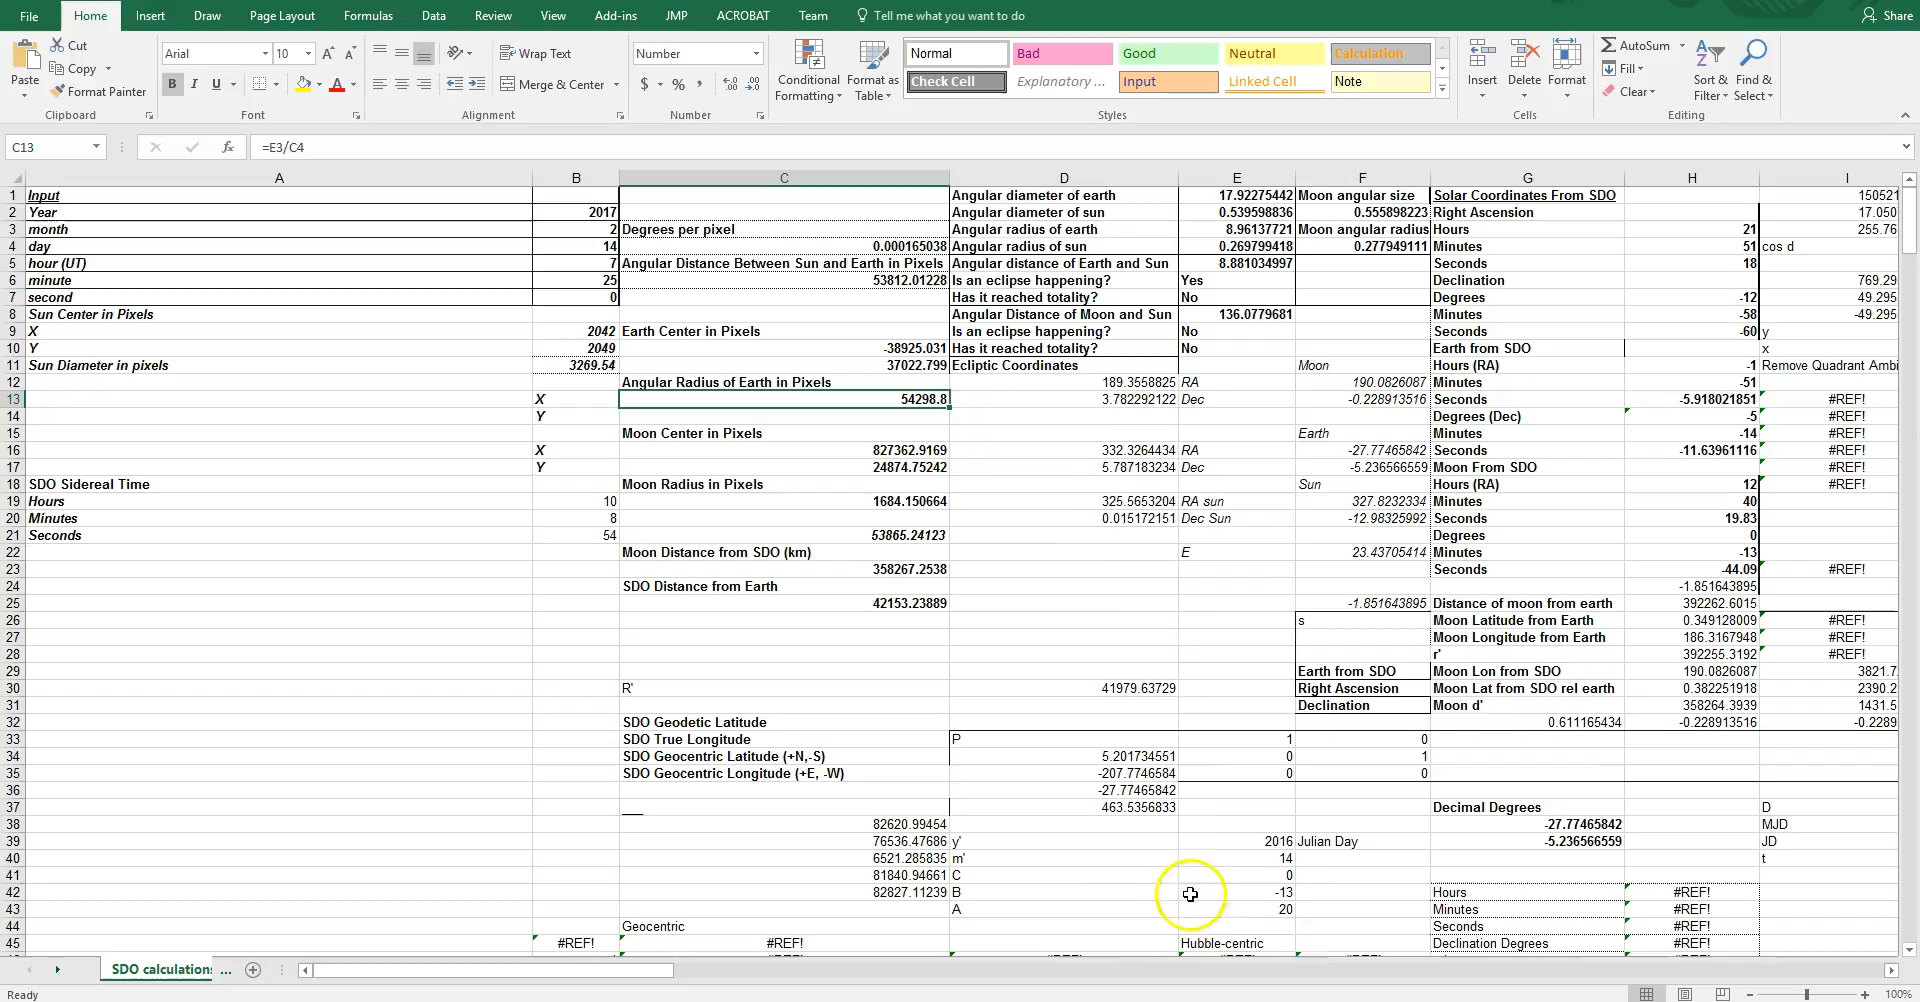 File Home Insert Draw Page Layout Formulas Data Review View Add-ins JMP ACROBAT Team Tell me what you want to do Share
Paste Cut Copy Format Painter Clipboard
Arial 10 A A B I U A Font
Wrap Text Merge & Center Alignment
Number $ % , Number
Conditional Formatting Format as Table
Normal Bad Good Neutral Calculation
Check Cell Explanatory ... Input Linked Cell Note
Styles
Insert Delete Format Cells
AutoSum Fill Clear Sort & Filter Find & Select Editing
C13 fx =E3/C4
A B C D E F G H I
1 Input Angular diameter of earth 17.92275442 Moon angular size Solar Coordinates From SDO 150521
2 Year 2017 Angular diameter of sun 0.539598836 0.555898223 Right Ascension 17.050
3 month 2 Degrees per pixel Angular radius of earth 8.96137721 Moon angular radius Hours 21 255.76
4 day 14 0.000165038 Angular radius of sun 0.269799418 0.277949111 Minutes 51 cos d
5 hour (UT) 7 Angular Distance Between Sun and Earth in Pixels Angular distance of Earth and Sun 8.881034997 Seconds 18
6 minute 25 53812.01228 Is an eclipse happening? Yes Declination 769.29
7 second 0 Has it reached totality? No Degrees -12 49.295
8 Sun Center in Pixels Angular Distance of Moon and Sun 136.0779681 Minutes -58 -49.295
9 X 2042 Earth Center in Pixels Is an eclipse happening? No Seconds -60 y
10 Y 2049 -38925.031 Has it reached totality? No Earth from SDO x
11 Sun Diameter in pixels 3269.54 37022.799 Ecliptic Coordinates Moon Hours (RA) -1 Remove Quadrant Ambi
12 Angular Radius of Earth in Pixels 189.3558825 RA 190.0826087 Minutes -51
13 X 54298.8 3.782292122 Dec -0.228913516 Seconds -5.918021851 #REF!
14 Y Degrees (Dec) -5 #REF!
15 Moon Center in Pixels Earth Minutes -14 #REF!
16 X 827362.9169 332.3264434 RA -27.77465842 Seconds -11.63961116 #REF!
17 Y 24874.75242 5.787183234 Dec -5.236566559 Moon From SDO #REF!
18 SDO Sidereal Time Moon Radius in Pixels Sun Hours (RA) 12 #REF!
19 Hours 10 1684.150664 325.5653204 RA sun 327.8232334 Minutes 40
20 Minutes 8 0.015172151 Dec Sun -12.98325992 Seconds 19.83
21 Seconds 54 53865.24123 Degrees 0
22 Moon Distance from SDO (km) E 23.43705414 Minutes -13
23 358267.2538 Seconds -44.09 #REF!
24 SDO Distance from Earth -1.851643895
25 42153.23889 -1.851643895 Distance of moon from earth 392262.6015
26 s Moon Latitude from Earth 0.349128009 #REF!
27 Moon Longitude from Earth 186.3167948 #REF!
28 r' 392255.3192 #REF!
29 Earth from SDO Moon Lon from SDO 190.0826087 3821.7
30 R' 41979.63729 Right Ascension Moon Lat from SDO rel earth 0.382251918 2390.2
31 Declination Moon d' 358264.3939 1431.5
32 SDO Geodetic Latitude 0.611165434 -0.228913516 -0.2289
33 SDO True Longitude P 1 0
34 SDO Geocentric Latitude (+N,-S) 5.201734551 0 1
35 SDO Geocentric Longitude (+E, -W) -207.7746584 0 0
36 -27.77465842
37 463.5356833 Decimal Degrees D
38 82620.99454 -27.77465842 MJD
39 76536.47686 y' 2016 Julian Day -5.236566559 JD
40 6521.285835 m' 14 t
41 81840.94661 C 0
42 82827.11239 B -13 Hours #REF!
43 A 20 Minutes #REF!
44 Geocentric Seconds #REF!
45 #REF! #REF! Hubble-centric Declination Degrees #REF!
SDO calculations ...
Ready 100%